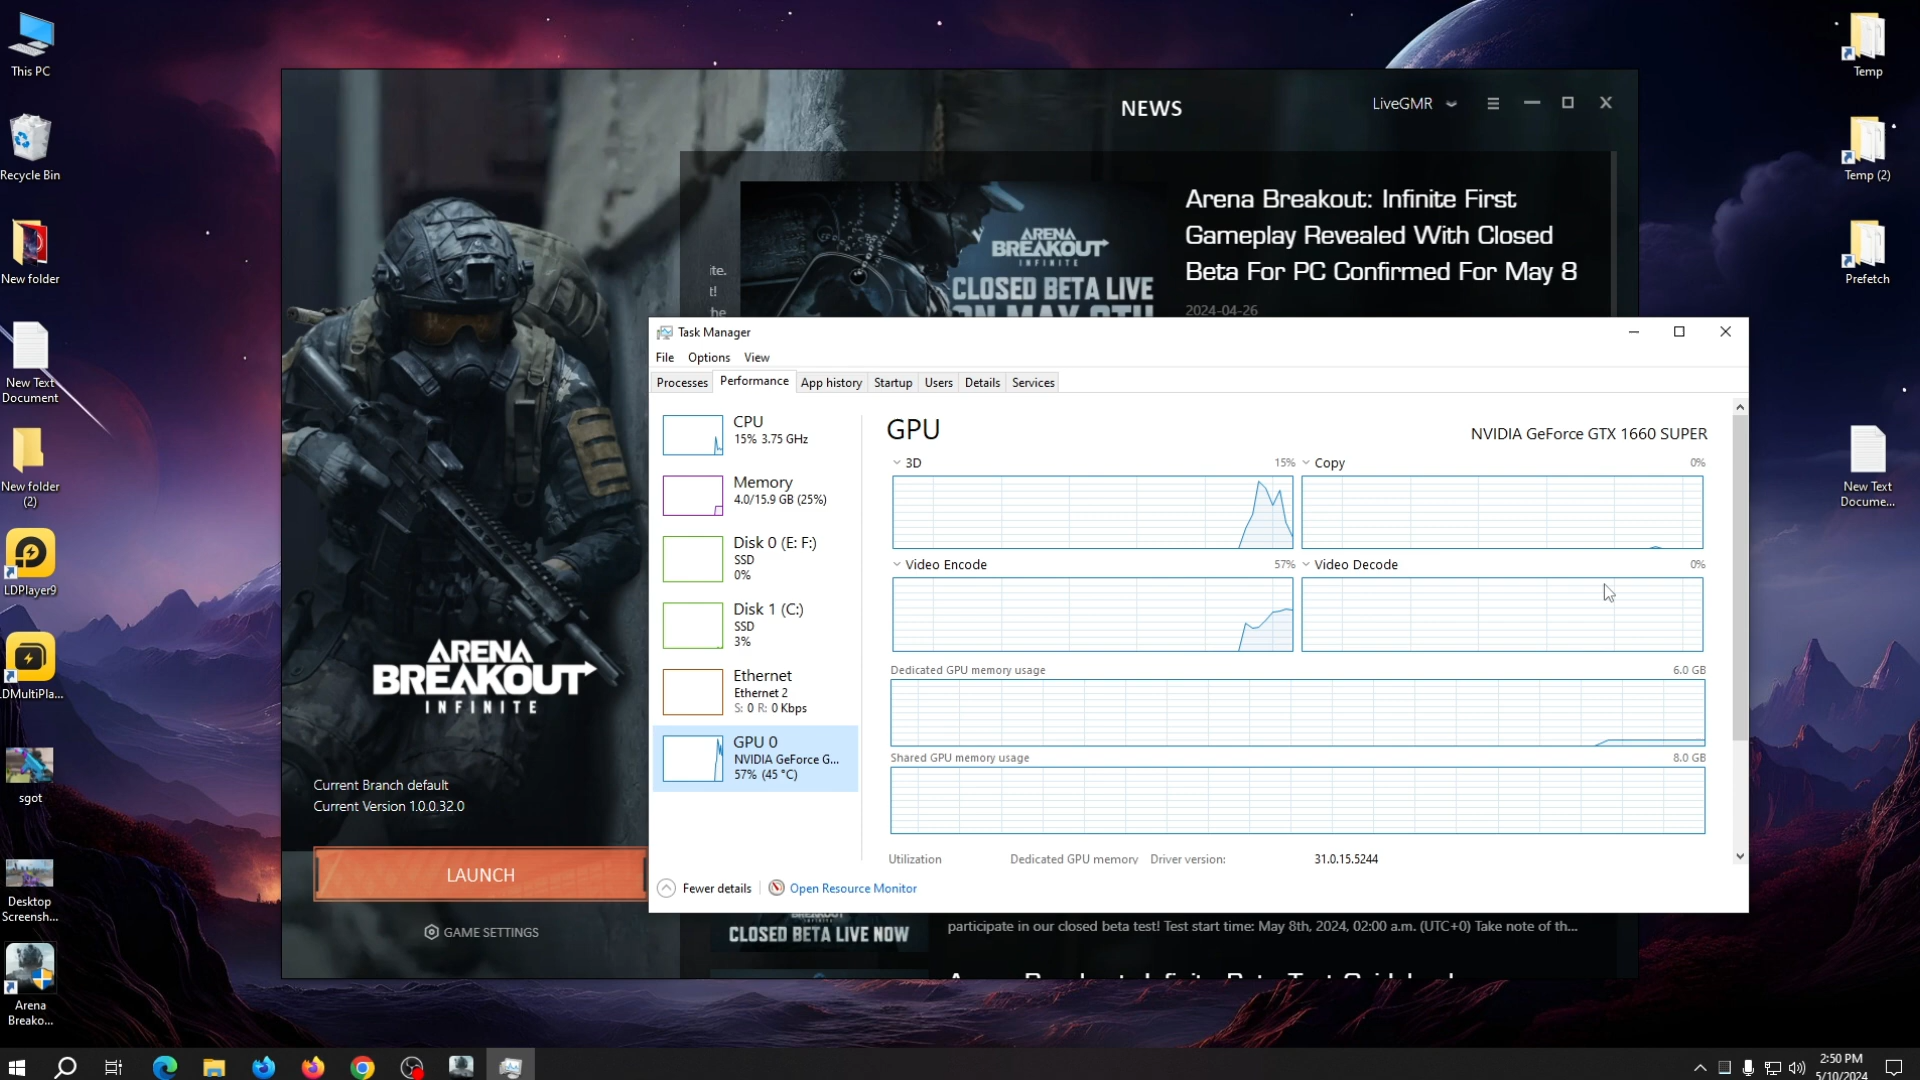 This PC
Recycle Bin
New folder
New Text
Document
New folder
(2)
LDPlayer9
LDMultiPla...
sgot
Desktop
Screensh...
Arena
Breako...
Temp
Temp (2)
Prefetch
New Text
Docume...
NEWS
LiveGMR
ite.
t!
he
ARENA
BREAKOUT
INFINITE
CLOSED BETA LIVE
ON MAY 8TH
Arena Breakout: Infinite First
Gameplay Revealed With Closed
Beta For PC Confirmed For May 8
2024-04-26
ARENA
BREAKOUT
INFINITE
Current Branch default
Current Version 1.0.0.32.0
LAUNCH
GAME SETTINGS
Task Manager
File Options View
Processes Performance App history Startup Users Details Services
CPU
15% 3.75 GHz
Memory
4.0/15.9 GB (25%)
Disk 0 (E: F:)
SSD
0%
Disk 1 (C:)
SSD
3%
Ethernet
Ethernet 2
S: 0 R: 0 Kbps
GPU 0
NVIDIA GeForce G...
57% (45 °C)
GPU
NVIDIA GeForce GTX 1660 SUPER
3D 15% Copy 0%
Video Encode 57% Video Decode 0%
Dedicated GPU memory usage 6.0 GB
Shared GPU memory usage 8.0 GB
Utilization Dedicated GPU memory Driver version: 31.0.15.5244
Fewer details Open Resource Monitor
BREAKOUT
CLOSED BETA LIVE NOW
participate in our closed beta test! Test start time: May 8th, 2024, 02:00 a.m. (UTC+0) Take note of th...
2:50 PM
5/10/2024